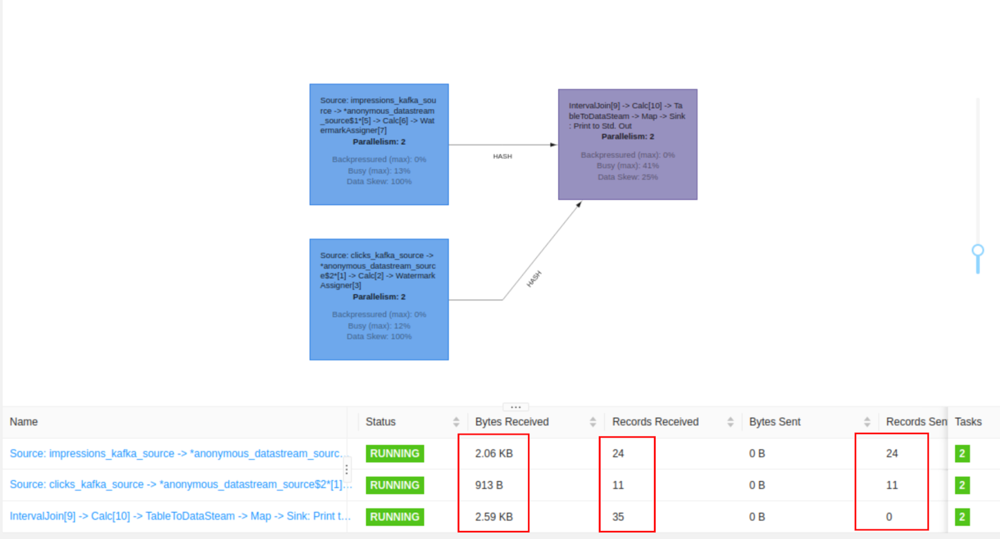 Source: impressions_kafka_sou
rce -> *anonymous_datastream
_source$1*[5] -> Calc[6] -> Wat
ermarkAssigner[7]
Parallelism: 2
Backpressured (max): 0%
Busy (max): 13%
Data Skew: 100%
HASH
IntervalJoin[9] -> Calc[10] -> Ta
bleToDataSteam -> Map -> Sink
: Print to Std. Out
Parallelism: 2
Backpressured (max): 0%
Busy (max): 41%
Data Skew: 25%
Source: clicks_kafka_source ->
*anonymous_datastream_sourc
e$2*[1] -> Calc[2] -> Watermark
Assigner[3]
Parallelism: 2
Backpressured (max): 0%
Busy (max): 12%
Data Skew: 100%
HASH
Name Status Bytes Received Records Received Bytes Sent Records Sen Tasks
Source: impressions_kafka_source -> *anonymous_datastream_sourc... RUNNING 2.06 KB 24 0 B 24 2
Source: clicks_kafka_source -> *anonymous_datastream_source$2*[1]... RUNNING 913 B 11 0 B 11 2
IntervalJoin[9] -> Calc[10] -> TableToDataSteam -> Map -> Sink: Print t... RUNNING 2.59 KB 35 0 B 0 2